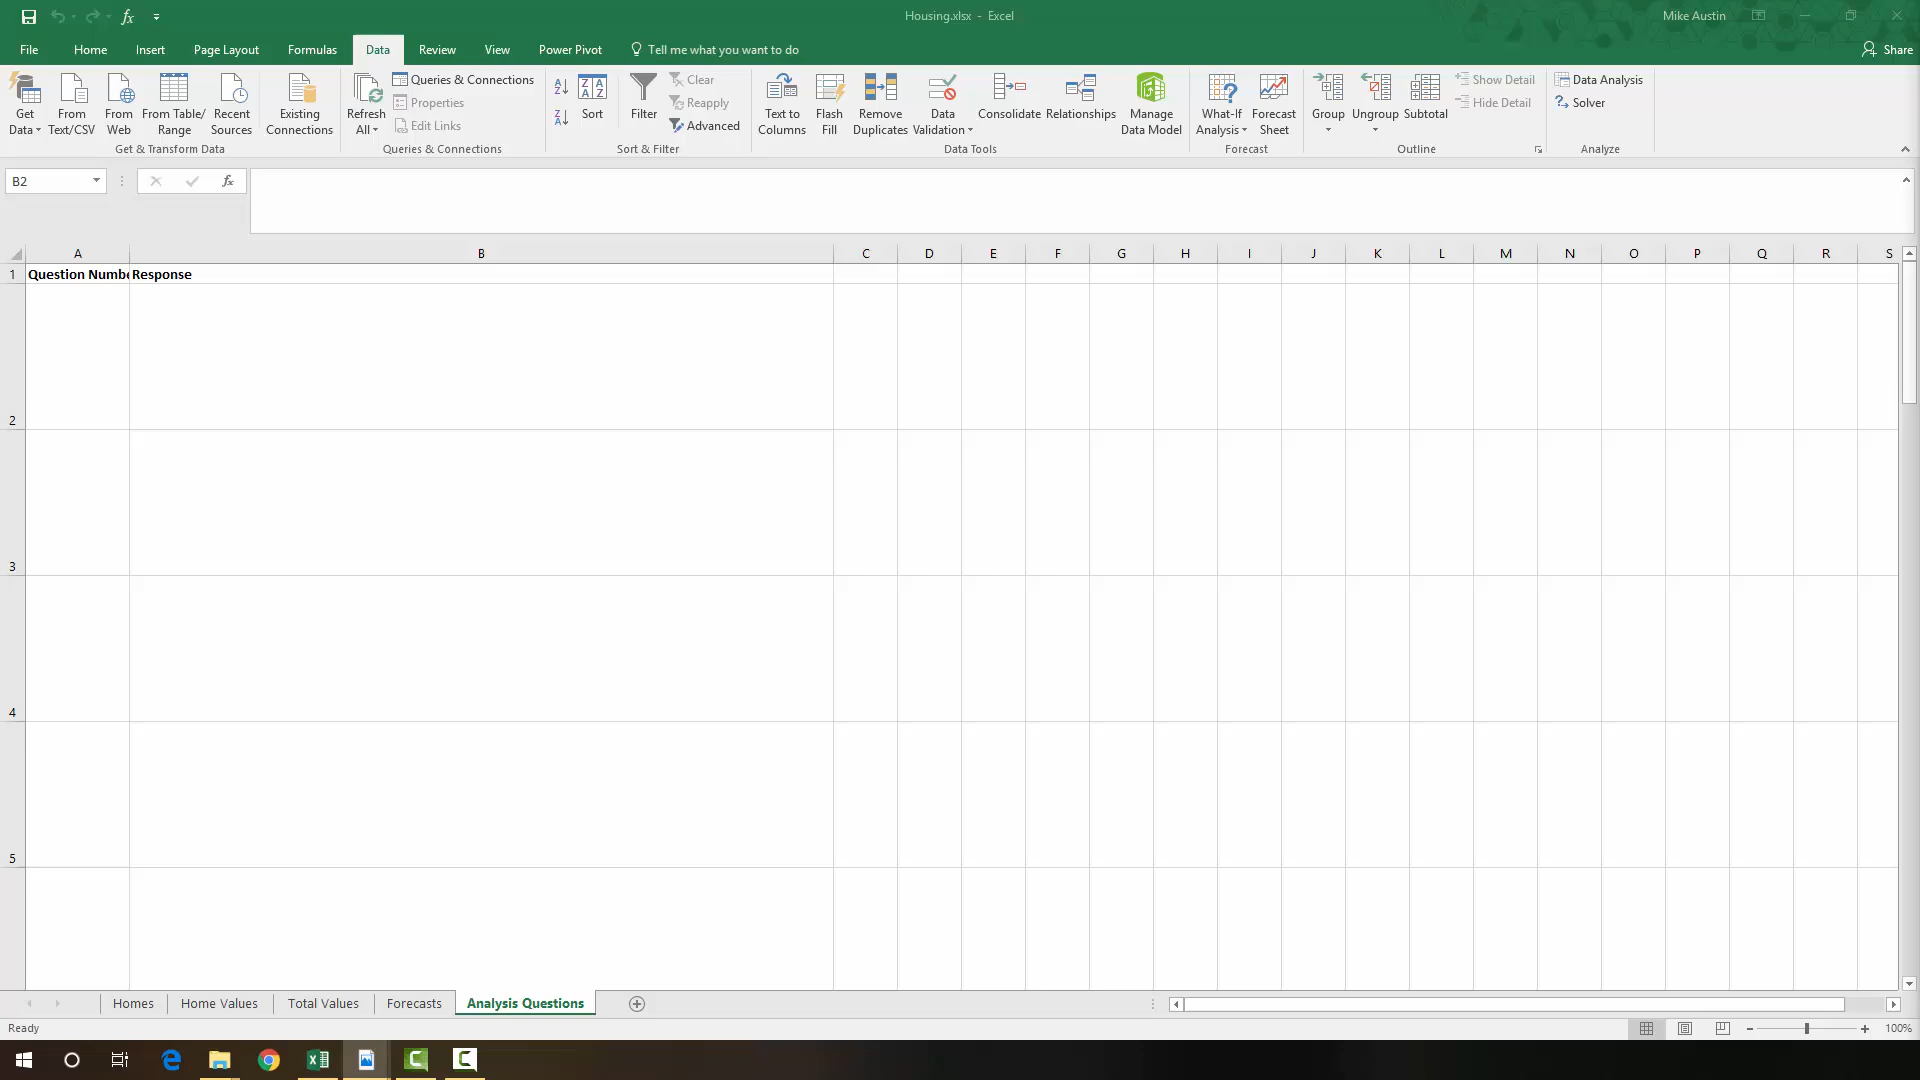 Housing.xlsx - Excel
Mike Austin
File Home Insert Page Layout Formulas Data Review View Power Pivot Tell me what you want to do Share
Get Data
From Text/CSV
From Web
From Table/ Range
Recent Sources
Existing Connections
Get & Transform Data
Refresh All
Queries & Connections
Properties
Edit Links
Queries & Connections
Sort
Filter
Clear
Reapply
Advanced
Sort & Filter
Text to Columns
Flash Fill
Remove Duplicates
Data Validation
Consolidate
Relationships
Manage Data Model
Data Tools
What-If Analysis
Forecast Sheet
Forecast
Group
Ungroup
Subtotal
Show Detail
Hide Detail
Outline
Data Analysis
Solver
Analyze
B2
fx
A B C D E F G H I J K L M N O P Q R S
1 Question Numbe Response
2
3
4
5
Homes Home Values Total Values Forecasts Analysis Questions
Ready
100%